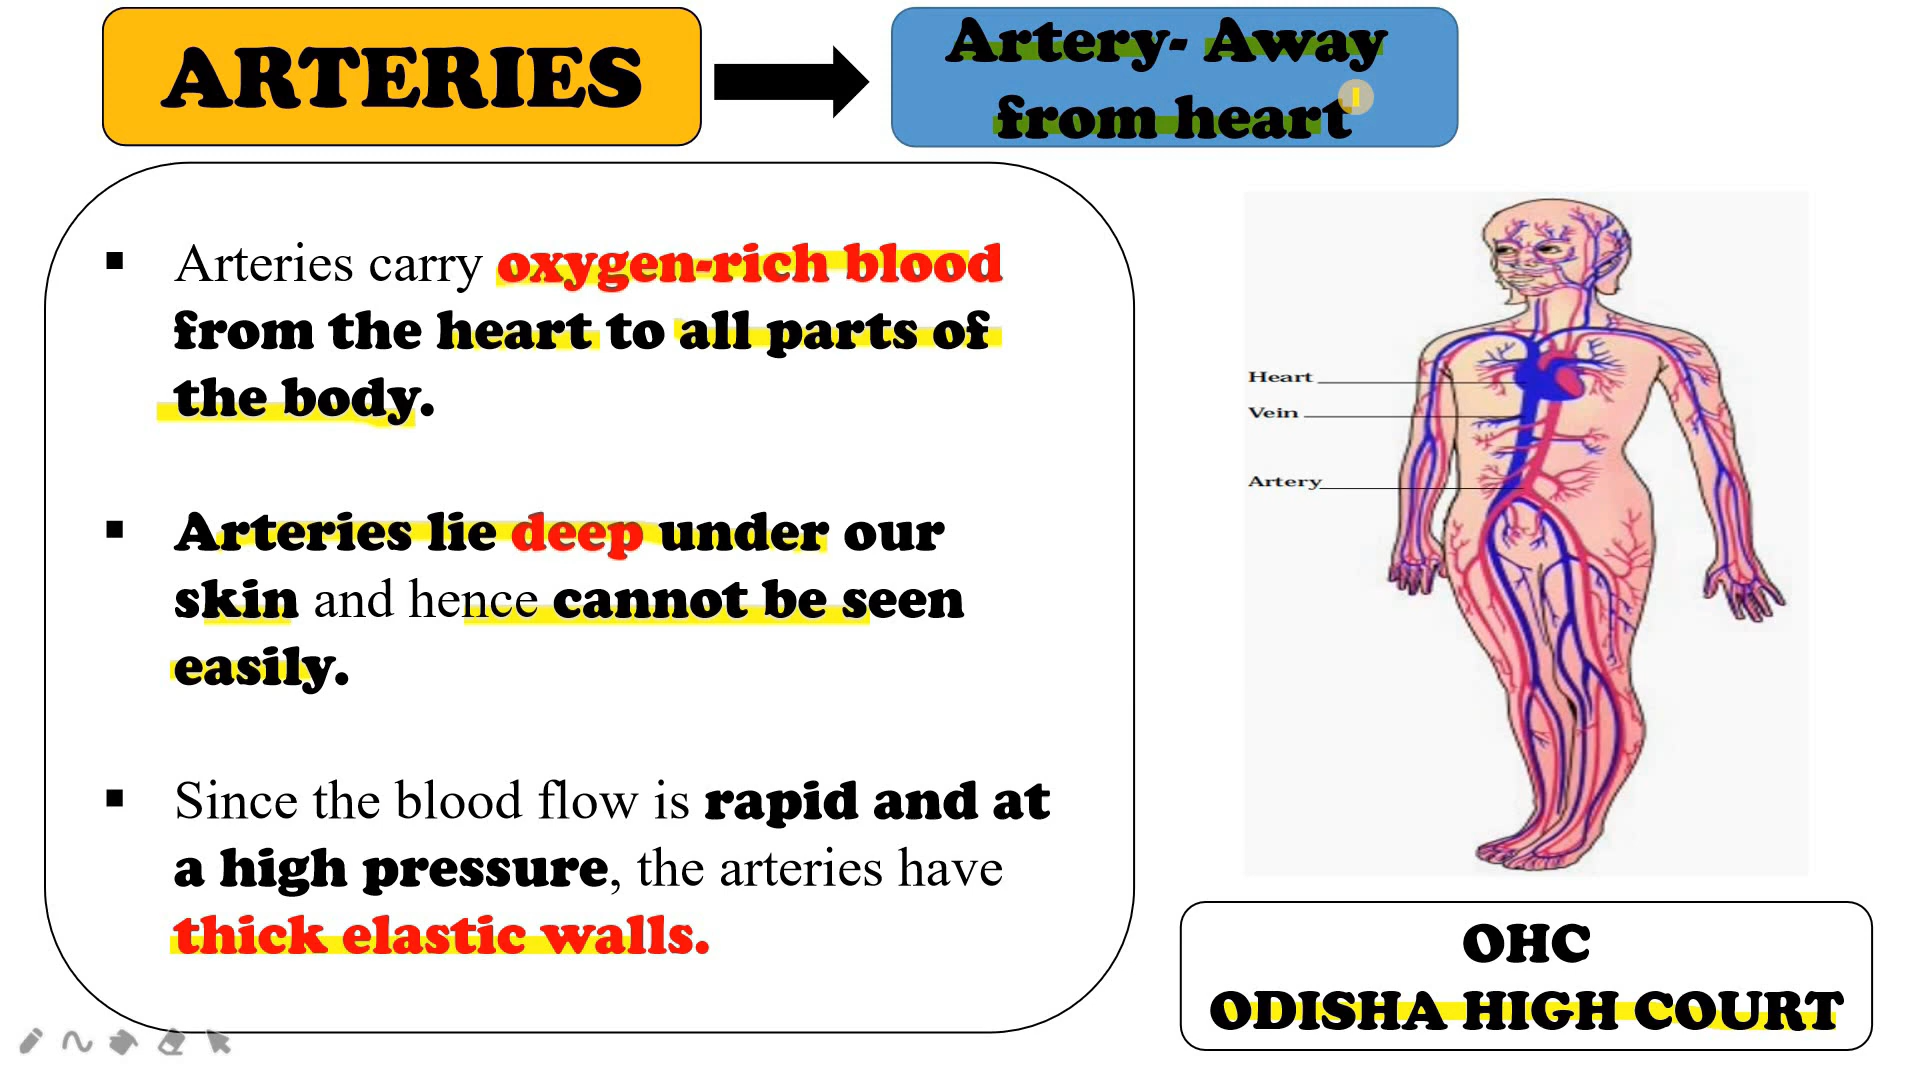 ARTERIES
Artery- Away
from heart
Arteries carry oxygen-rich blood
from the heart to all parts of
the body.
Arteries lie deep under our
skin and hence cannot be seen
easily.
Since the blood flow is rapid and at
a high pressure, the arteries have
thick elastic walls.
Heart
Vein
Artery
OHC
ODISHA HIGH COURT